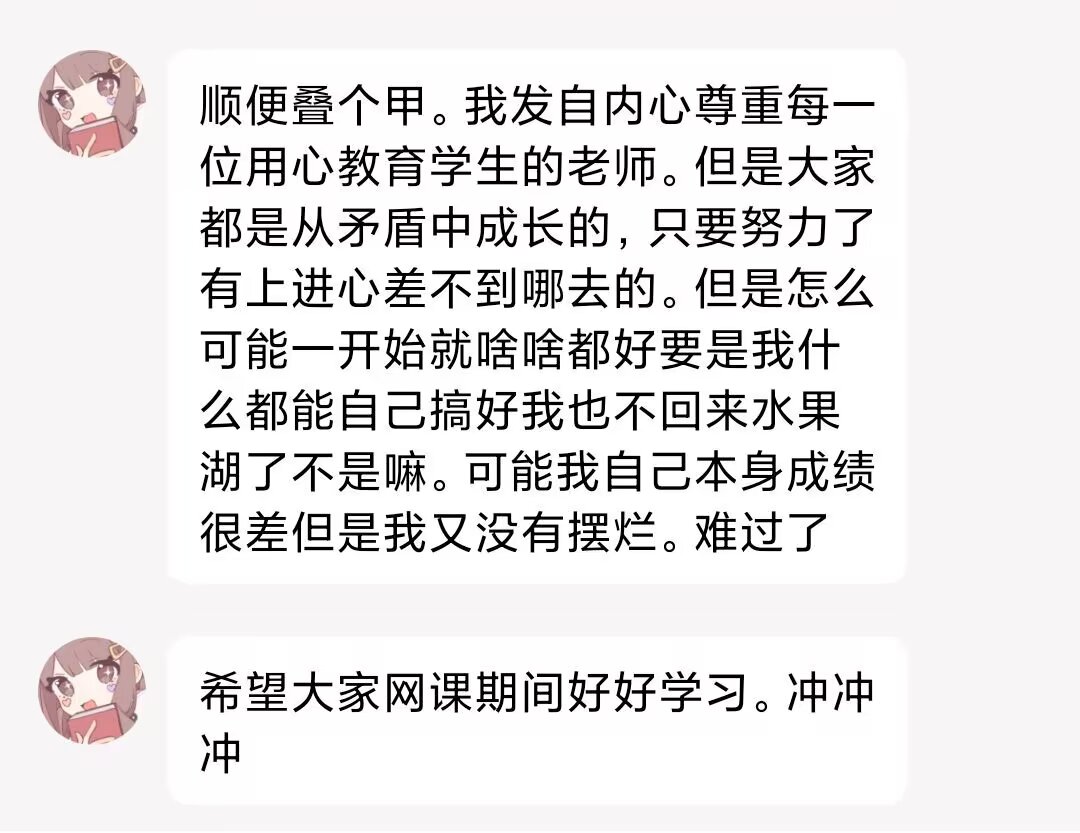 顺便叠个甲。我发自内心尊重每一
位用心教育学生的老师。但是大家
都是从矛盾中成长的，只要努力了
有上进心差不到哪去的。但是怎么
可能一开始就啥啥都好要是我什
么都能自己搞好我也不回来水果
湖了不是嘛。可能我自己本身成绩
很差但是我又没有摆烂。难过了
希望大家网课期间好好学习。冲冲
冲